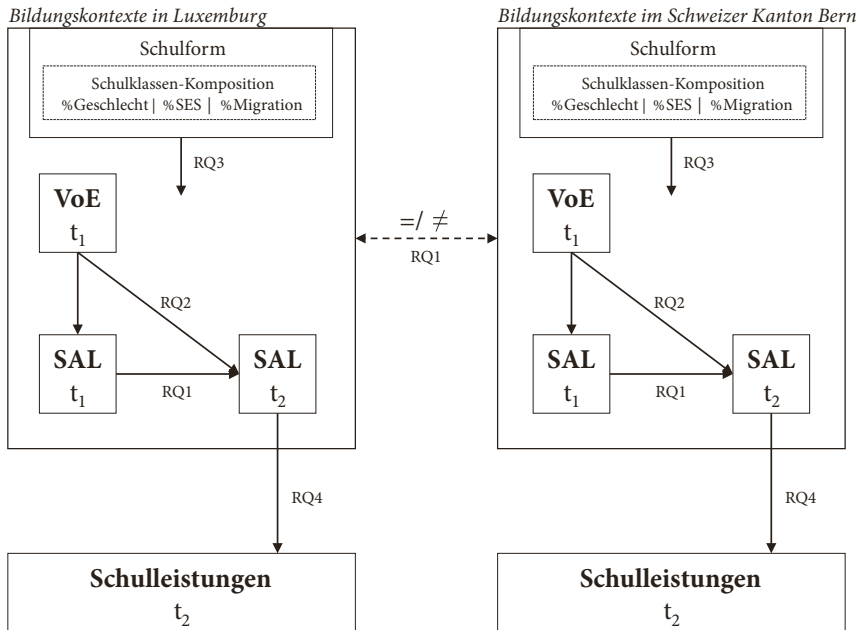 Bildungskontexte in Luxemburg
Schulform
Schulklassen-Komposition
%Geschlecht | %SES | %Migration
RQ3
VoE
t1
RQ2
SAL
t1
RQ1
SAL
t2
RQ4
Schulleistungen
t2
=/ ≠
RQ1
Bildungskontexte im Schweizer Kanton Bern
Schulform
Schulklassen-Komposition
%Geschlecht | %SES | %Migration
RQ3
VoE
t1
RQ2
SAL
t1
RQ1
SAL
t2
RQ4
Schulleistungen
t2